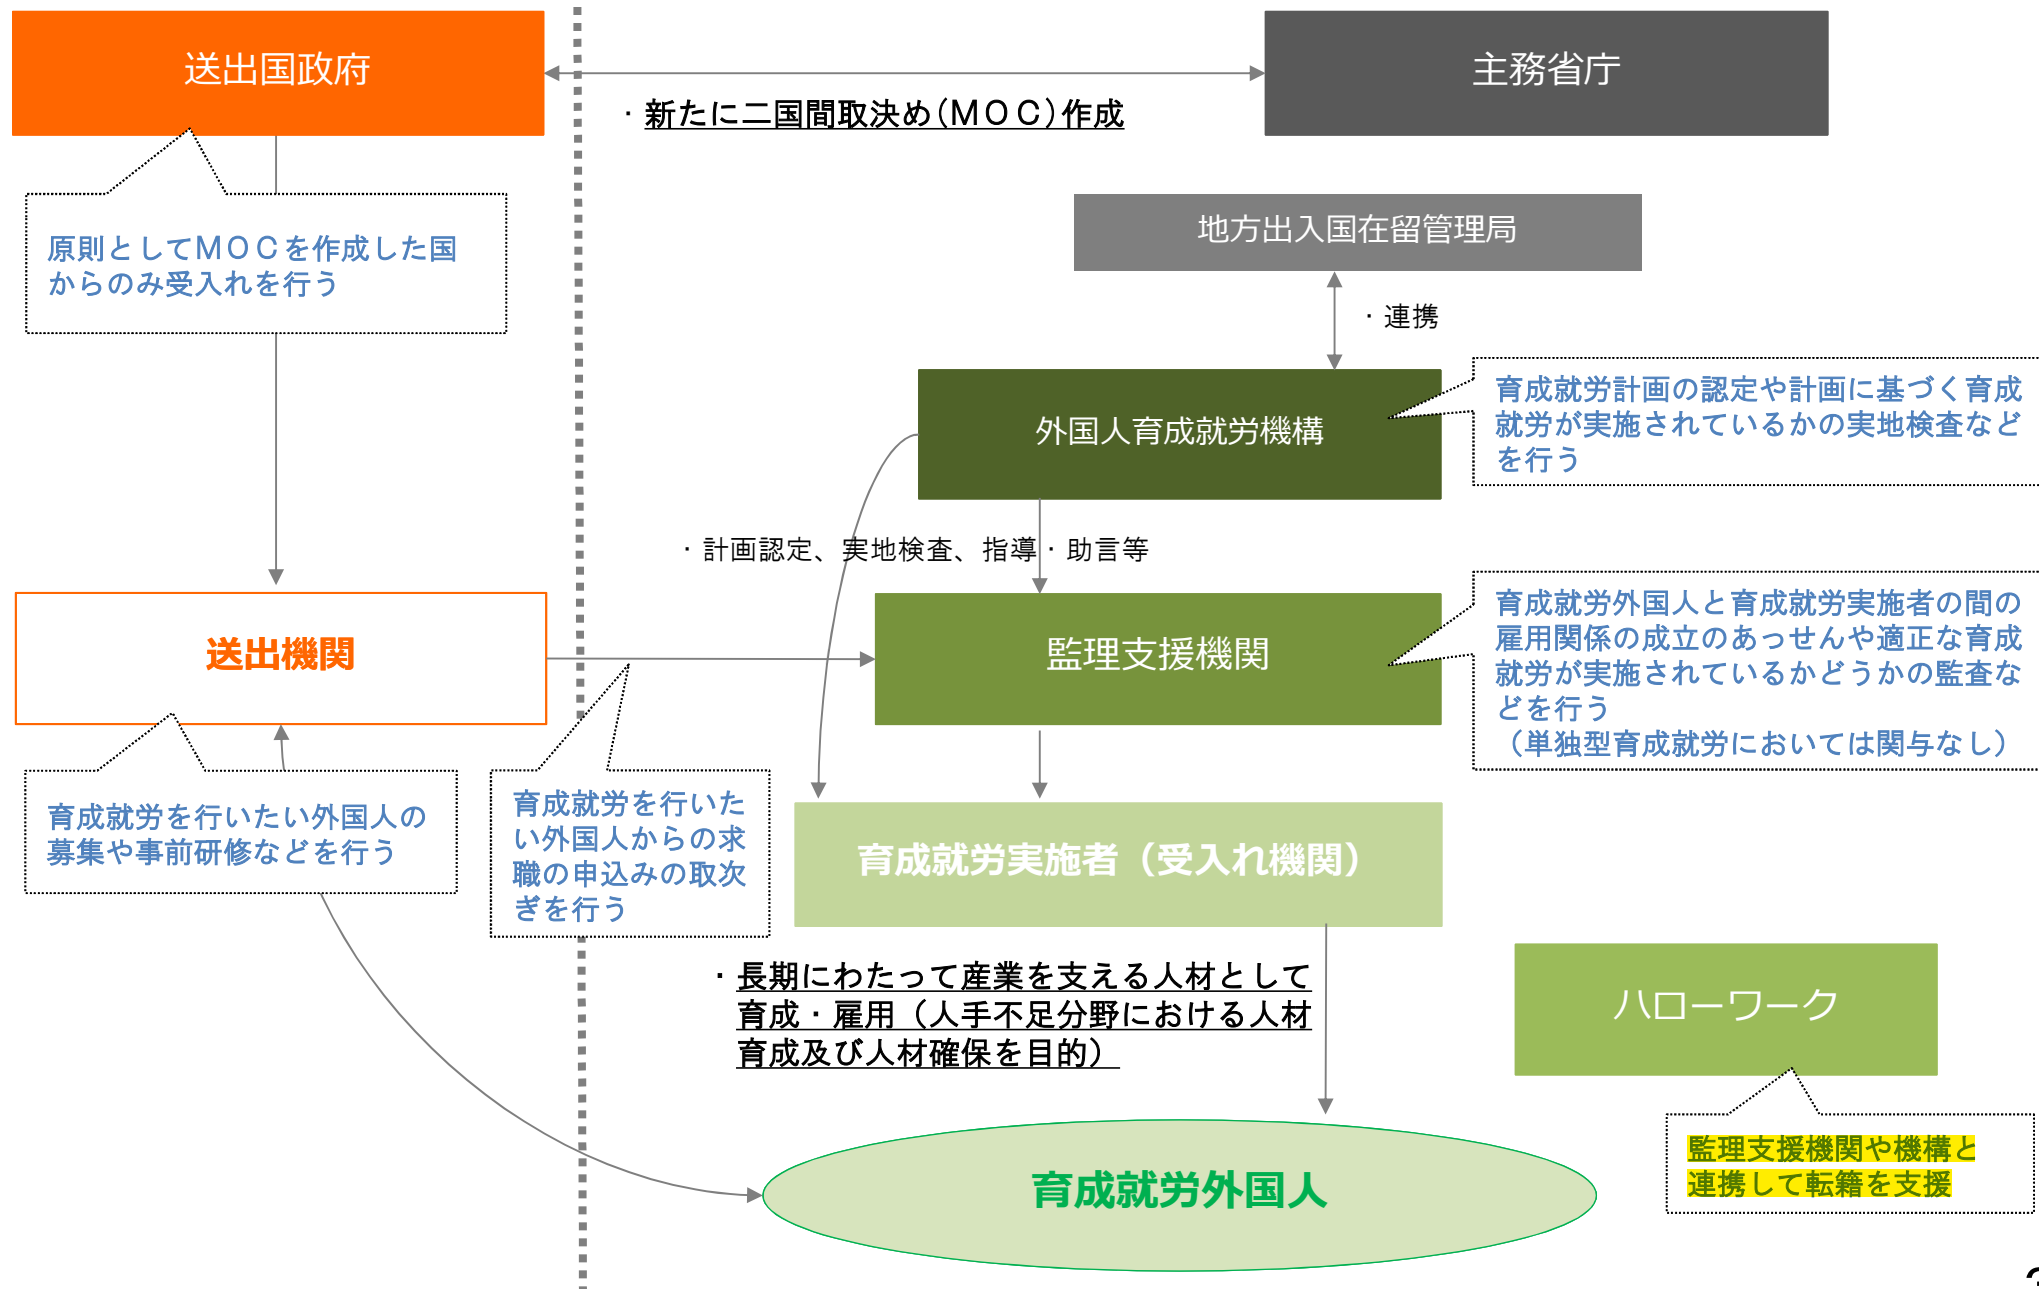 送出国政府
主務省庁
・新たに二国間取決め(ＭＯＣ)作成
原則としてＭＯＣを作成した国
からのみ受入れを行う
地方出入国在留管理局
・連携
外国人育成就労機構
育成就労計画の認定や計画に基づく育成
就労が実施されているかの実地検査など
を行う
・計画認定、実地検査、指導・助言等
送出機関
監理支援機関
育成就労外国人と育成就労実施者の間の
雇用関係の成立のあっせんや適正な育成
就労が実施されているかどうかの監査な
どを行う
（単独型育成就労においては関与なし）
育成就労を行いたい外国人の
募集や事前研修などを行う
育成就労を行いた
い外国人からの求
職の申込みの取次
ぎを行う
育成就労実施者（受入れ機関）
・長期にわたって産業を支える人材として
育成・雇用（人手不足分野における人材
育成及び人材確保を目的）
ハローワーク
監理支援機関や機構と
連携して転籍を支援
育成就労外国人